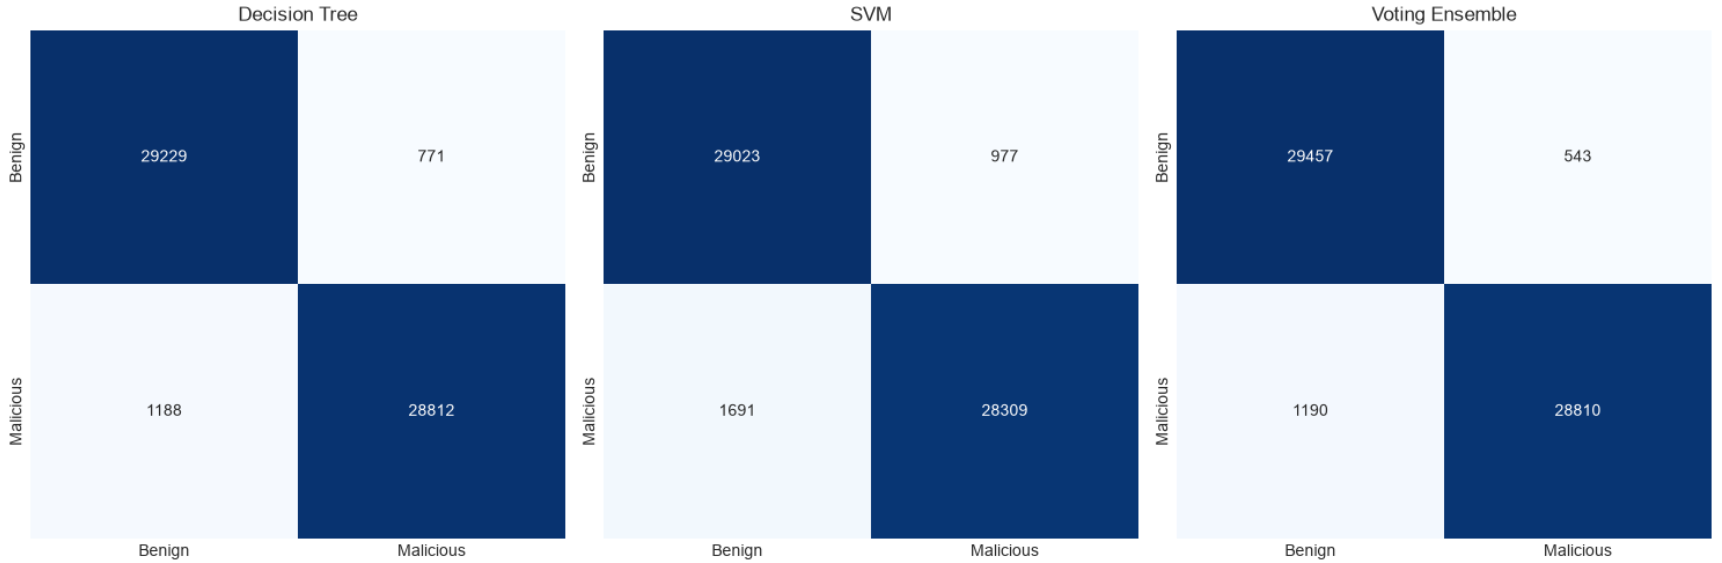 Decision Tree
Benign
29229
771
Malicious
1188
28812
Benign
Malicious
SVM
Benign
29023
977
Malicious
1691
28309
Benign
Malicious
Voting Ensemble
Benign
29457
543
Malicious
1190
28810
Benign
Malicious